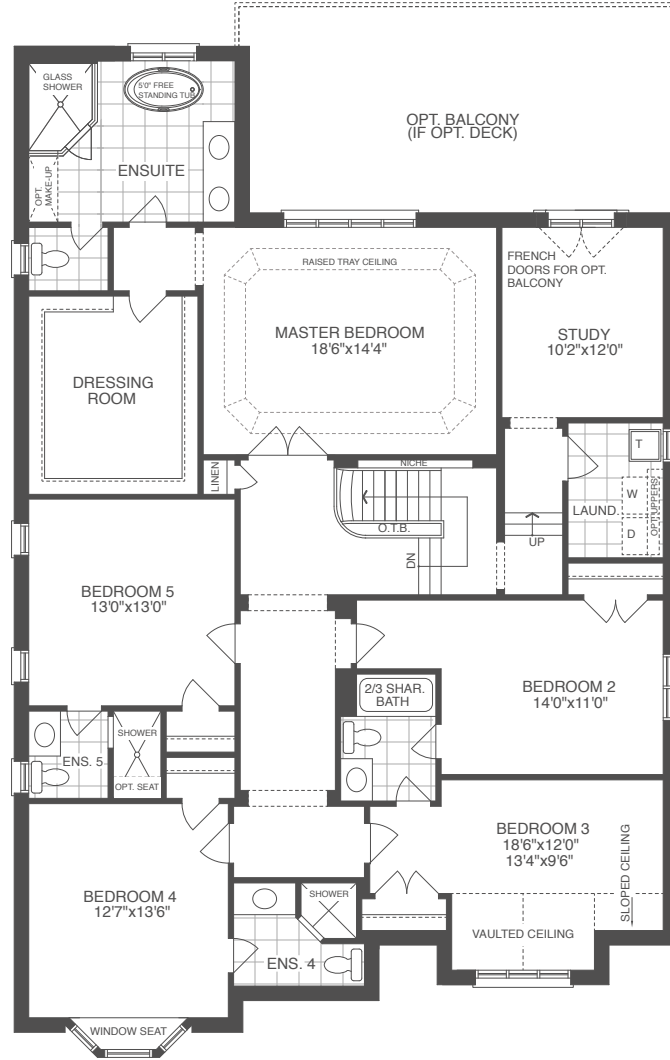 GLASS
SHOWER
5'0" FREE
STANDING TUB
OPT. BALCONY
(IF OPT. DECK)
ENSUITE
OPT.
MAKE-UP
RAISED TRAY CEILING
FRENCH
DOORS FOR OPT.
BALCONY
MASTER BEDROOM
18'6"x14'4"
STUDY
10'2"x12'0"
DRESSING
ROOM
LINEN
NICHE
T
W
D
LAUND.
OPT.UPPERS
O.T.B.
UP
DN
BEDROOM 5
13'0"x13'0"
BEDROOM 2
14'0"x11'0"
2/3 SHAR.
BATH
SHOWER
ENS. 5
OPT. SEAT
BEDROOM 3
18'6"x12'0"
13'4"x9'6"
SLOPED CEILING
BEDROOM 4
12'7"x13'6"
SHOWER
VAULTED CEILING
ENS. 4
WINDOW SEAT